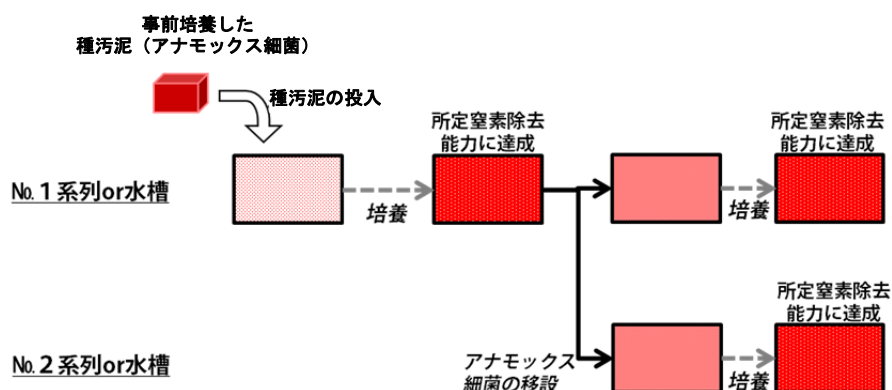 事前培養した
種汚泥（アナモックス細菌）
種汚泥の投入
所定窒素除去
能力に達成
所定窒素除去
能力に達成
№1系列or水槽
培養
培養
所定窒素除去
能力に達成
№2系列or水槽
アナモックス
細菌の移設
培養